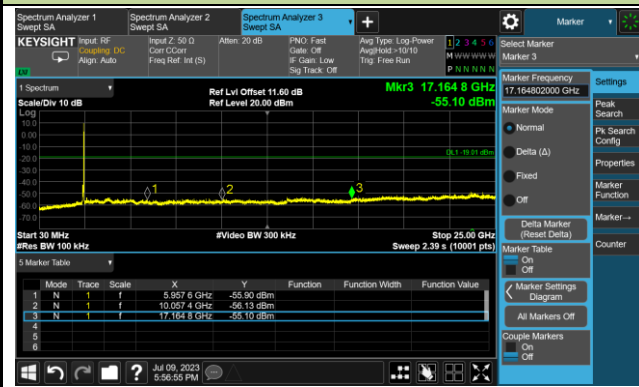 Spectrum Analyzer 1
Swept SA
Spectrum Analyzer 2
Swept SA
Spectrum Analyzer 3
Swept SA
Marker
KEYSIGHT
Input: RF
Coupling: DC
Align: Auto
Input Z: 50 Ω
Corr CCorr
Freq Ref: Int (S)
Atten: 20 dB
PNO: Fast
Gate: Off
IF Gain: Low
Sig Track: Off
Avg Type: Log-Power
Avg|Hold:>10/10
Trig: Free Run
1 2 3 4 5 6
M W W W W W
P N N N N N
LW
Select Marker
Marker 3
1 Spectrum
Scale/Div 10 dB
Log
Ref Lvl Offset 11.60 dB
Ref Level 20.00 dBm
Mkr3 17.164 8 GHz
-55.10 dBm
10.0
0.00
-10.0
-20.0
-30.0
-40.0
-50.0
-60.0
-70.0
DL1 -19.01 dBm
1
2
3
Start 30 MHz
#Res BW 100 kHz
#Video BW 300 kHz
Stop 25.00 GHz
Sweep 2.39 s (10001 pts)
5 Marker Table
Mode Trace Scale X Y Function Function Width Function Value
1 N 1 f 5.957 6 GHz -55.90 dBm
2 N 1 f 10.057 4 GHz -56.13 dBm
3 N 1 f 17.164 8 GHz -55.10 dBm
4
5
6
Marker Frequency
17.164802000 GHz
Marker Mode
Normal
Delta (Δ)
Fixed
Off
Delta Marker
(Reset Delta)
Marker Table
On
Off
Marker Settings
Diagram
All Markers Off
Couple Markers
On
Off
Settings
Peak
Search
Pk Search
Config
Properties
Marker
Function
Marker→
Counter
?
Jul 09, 2023
5:56:55 PM